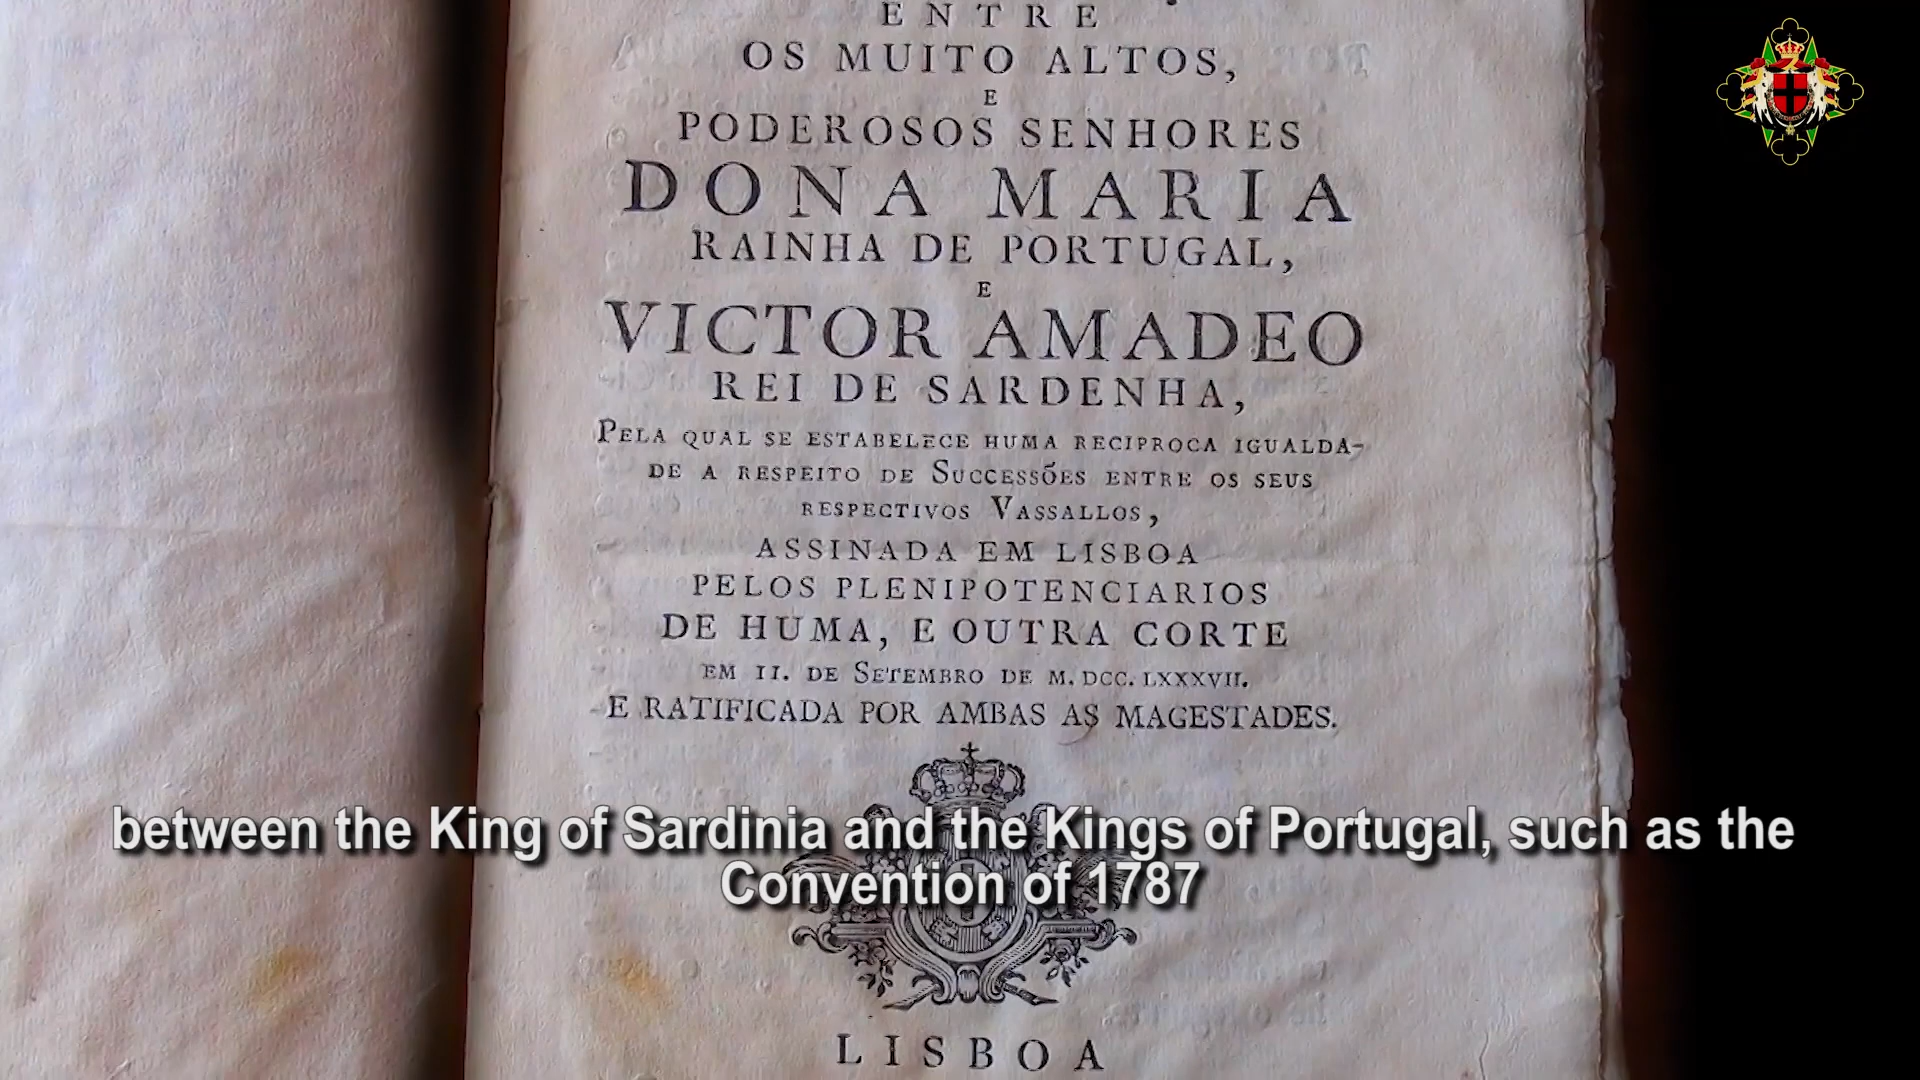 ENTRE
OS MUITO ALTOS,
E
PODEROSOS SENHORES
DONA MARIA
RAINHA DE PORTUGAL,
E
VICTOR AMADEO
REI DE SARDENHA,
PELA QUAL SE ESTABELECE HUMA RECIPROCA IGUALDA-
DE A RESPEITO DE SUCCESSÕES ENTRE OS SEUS
RESPECTIVOS VASSALLOS,
ASSINADA EM LISBOA
PELOS PLENIPOTENCIARIOS
DE HUMA, E OUTRA CORTE
EM 11. DE SETEMBRO DE M. DCC. LXXXVII.
E RATIFICADA POR AMBAS AS MAGESTADES.
between the King of Sardinia and the Kings of Portugal, such as the
Convention of 1787
LISBOA